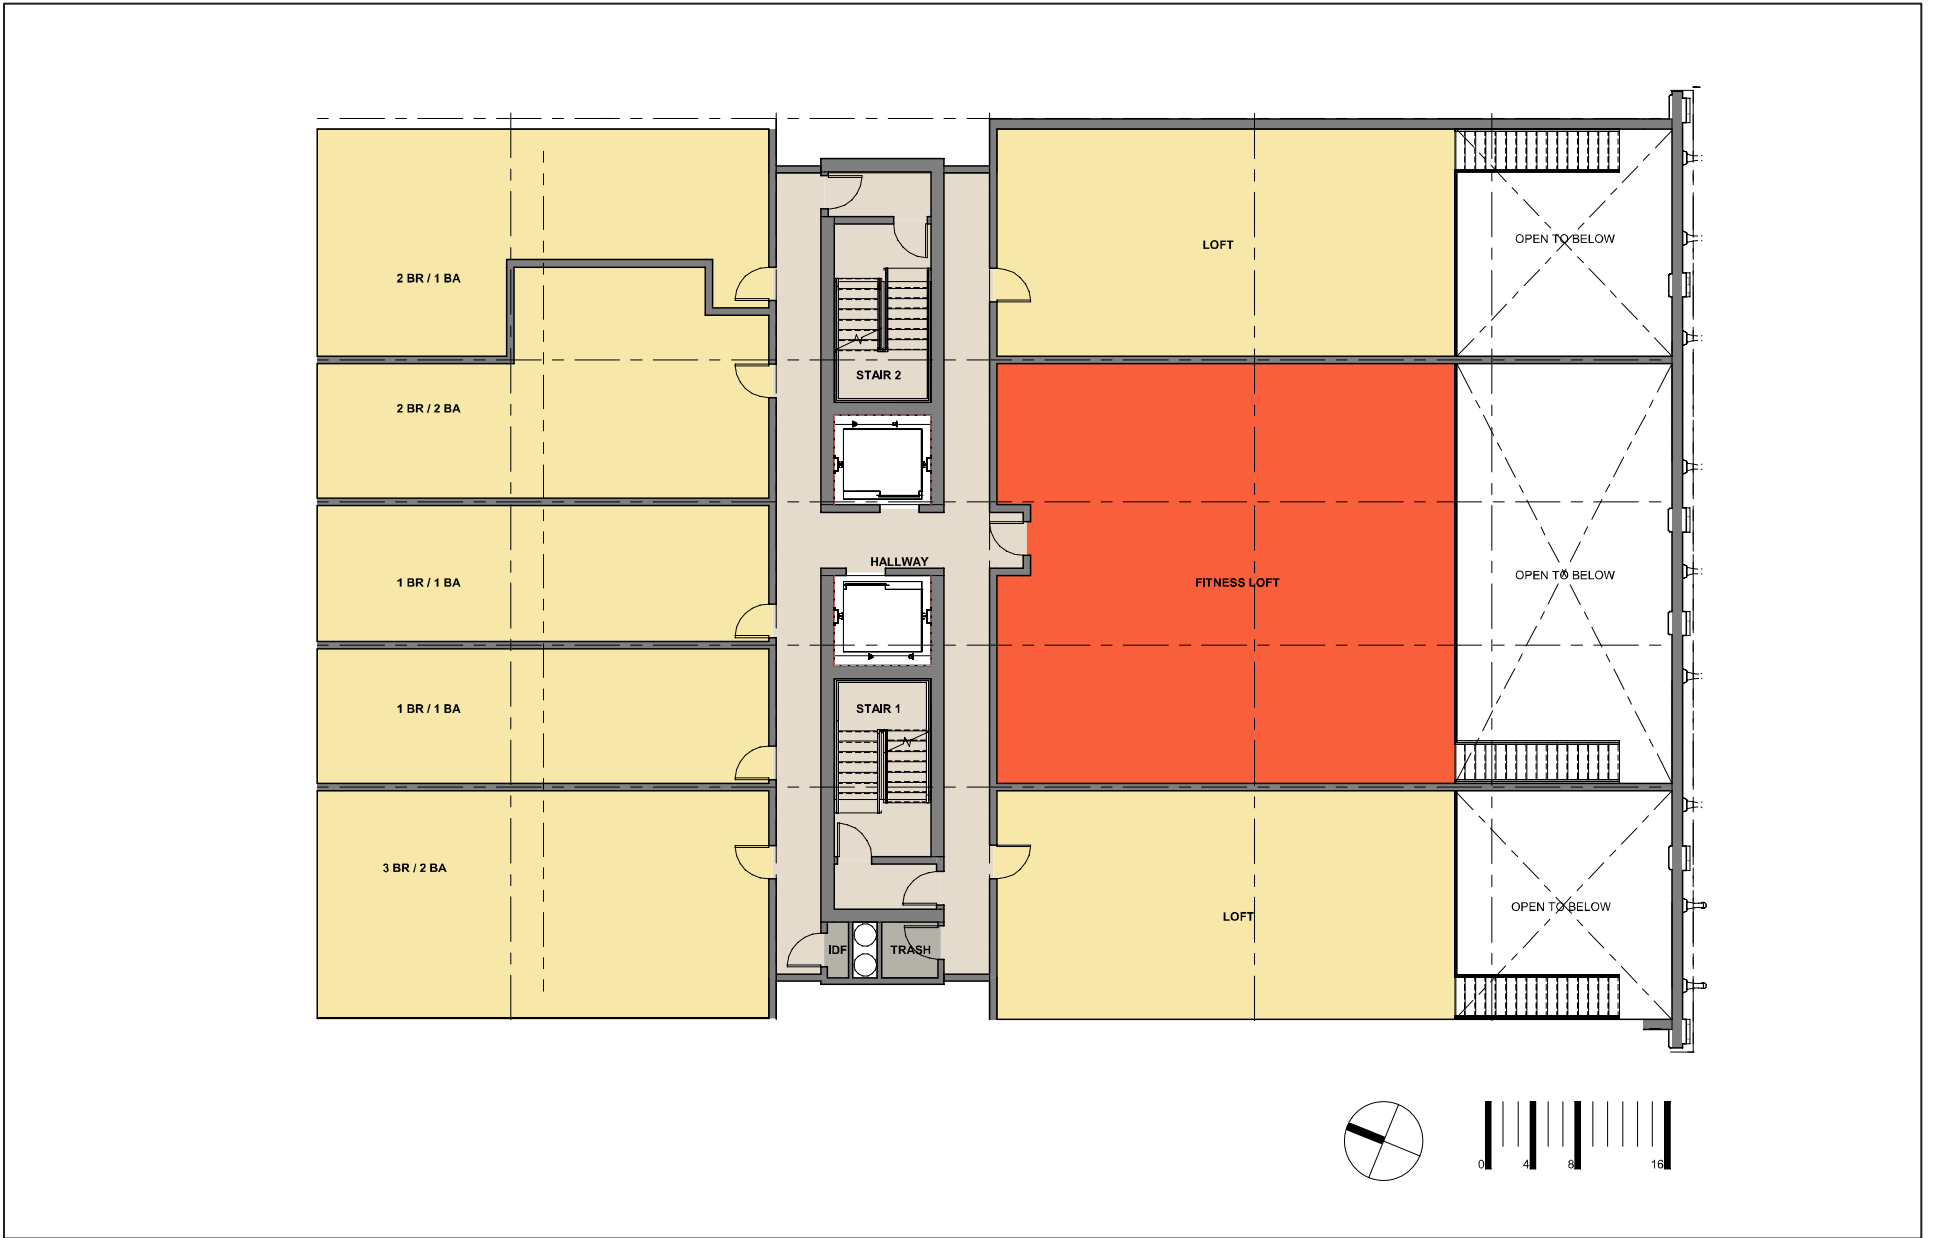 LOFT
OPEN TO BELOW
2 BR / 1 BA
STAIR 2
2 BR / 2 BA
HALLWAY
1 BR / 1 BA
FITNESS LOFT
OPEN TO BELOW
1 BR / 1 BA
STAIR 1
3 BR / 2 BA
LOFT
OPEN TO BELOW
IDF
TRASH
0 4 8 16